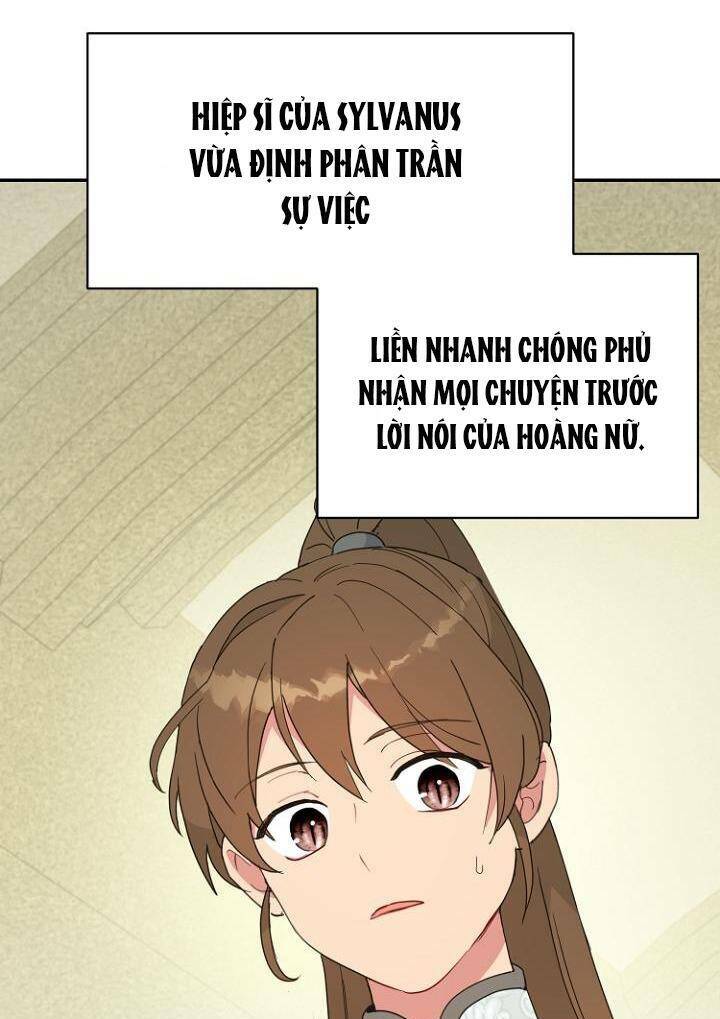 HIỆP SĨ CỦA SYLVANUS
VỪA ĐỊNH PHÂN TRẦN
SỰ VIỆC
LIỀN NHANH CHÓNG PHỦ
NHẬN MỌI CHUYỆN TRƯỚC
LỜI NÓI CỦA HOÀNG NỮ.